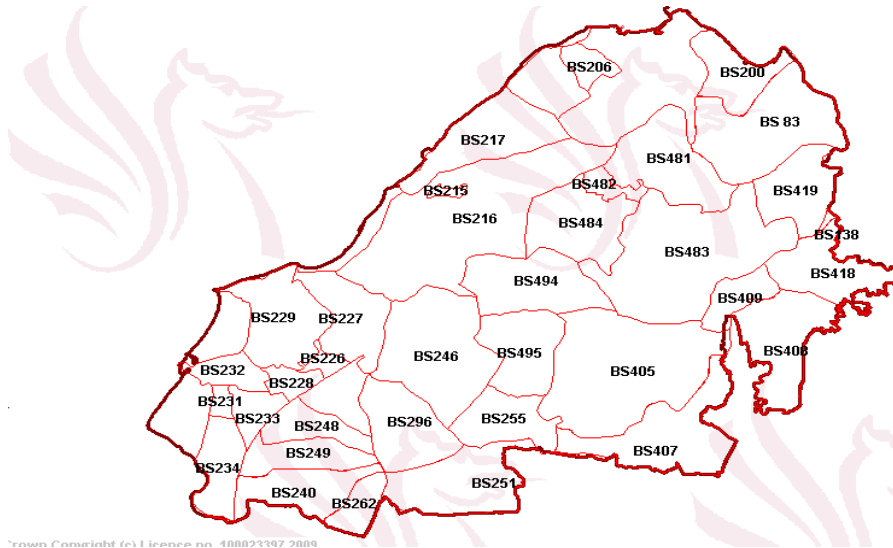 BS206
BS200
BS 83
BS217
BS481
BS482
BS419
BS215
BS216
BS484
BS438
BS483
BS418
BS494
BS409
BS229
BS227
BS226
BS246
BS495
BS408
BS232
BS228
BS405
BS231
BS233
BS248
BS296
BS255
BS249
BS407
BS234
BS251
BS240
BS262
Crown Copyright (c) Licence no. 100023397 2009